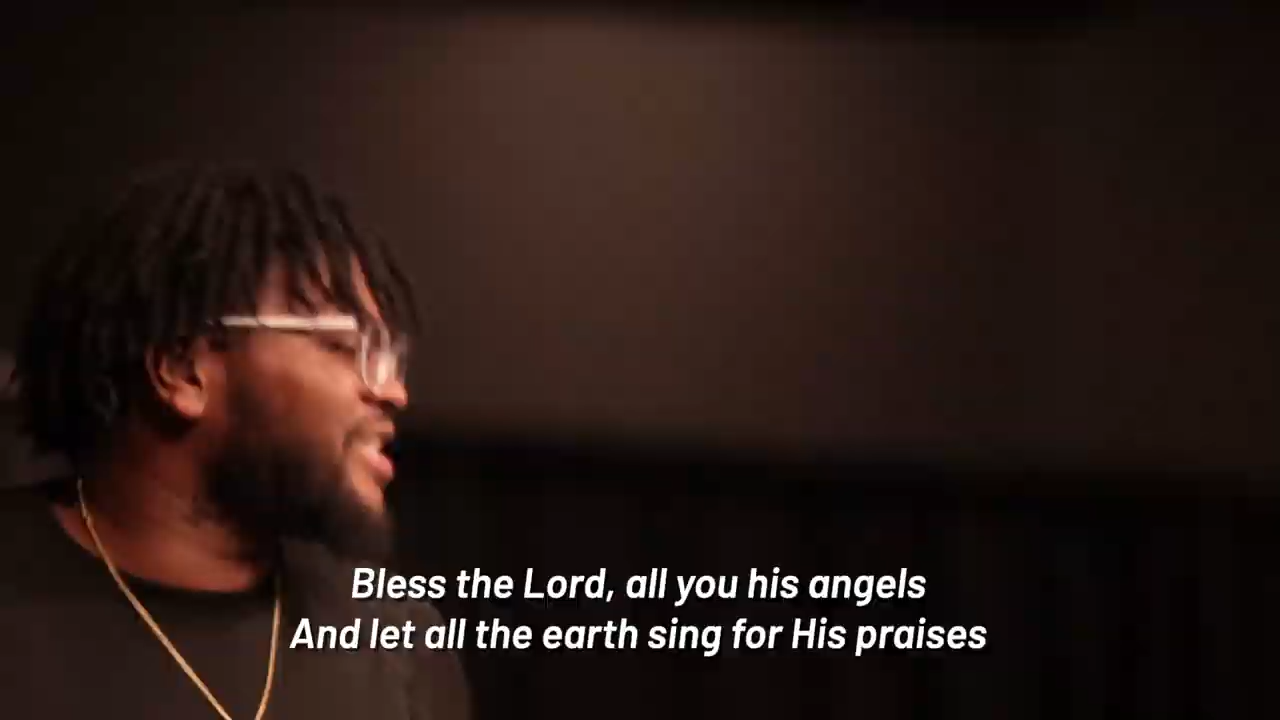 Bless the Lord, all you his angels
And let all the earth sing for His praises